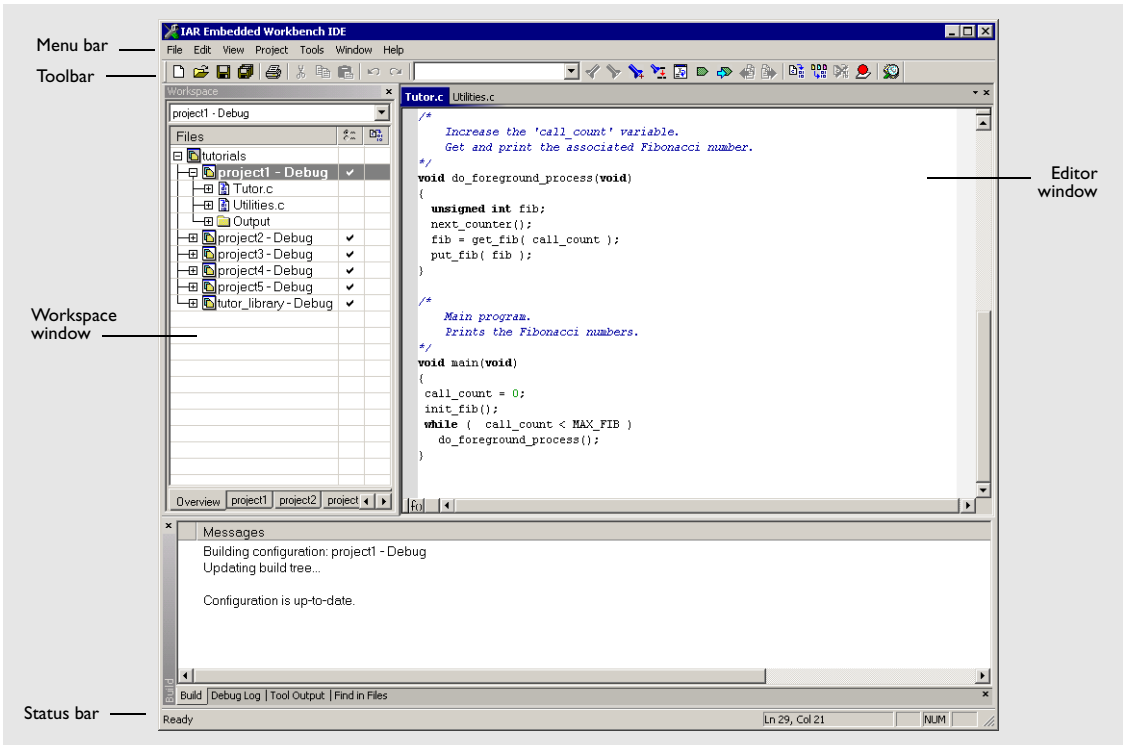 IAR Embedded Workbench IDE
Menu bar
File Edit View Project Tools Window Help
Toolbar
Workspace
project1 - Debug
Files
tutorials
project1 - Debug
Tutor.c
Utilities.c
Output
project2 - Debug
project3 - Debug
project4 - Debug
project5 - Debug
tutor_library - Debug
Workspace
window
Overview project1 project2 project
Tutor.c Utilities.c
/*
Increase the 'call_count' variable.
Get and print the associated Fibonacci number.
*/
void do_foreground_process(void)
{
unsigned int fib;
next_counter();
fib = get_fib( call_count );
put_fib( fib );
}
/*
Main program.
Prints the Fibonacci numbers.
*/
void main(void)
{
call_count = 0;
init_fib();
while ( call_count < MAX_FIB )
do_foreground_process();
}
fo
Editor
window
Messages
Building configuration: project1 - Debug
Updating build tree...
Configuration is up-to-date.
Build
Build Debug Log | Tool Output | Find in Files
Status bar
Ready Ln 29, Col 21 NUM